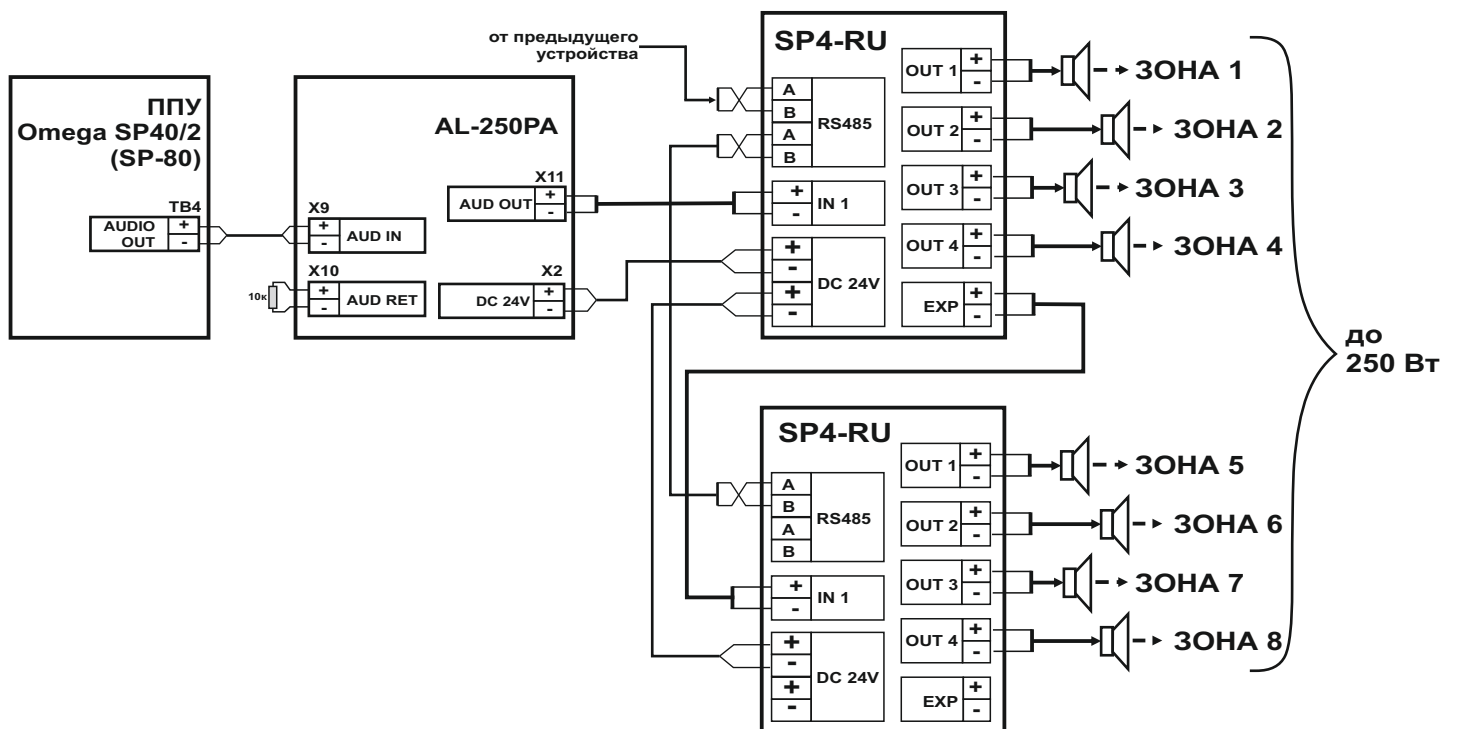 от предыдущего
устройства
ППУ
Omega SP40/2
(SP-80)
TB4
AUDIO
OUT
+
-
AL-250PA
X9
+
-
AUD IN
X10
10к
+
-
AUD RET
X11
AUD OUT
+
-
X2
DC 24V
+
-
SP4-RU
A
B
A
B
RS485
+
-
IN 1
+
-
+
-
DC 24V
OUT 1
+
-
ЗОНА 1
OUT 2
+
-
ЗОНА 2
OUT 3
+
-
ЗОНА 3
OUT 4
+
-
ЗОНА 4
EXP
+
-
до
250 Вт
SP4-RU
A
B
A
B
RS485
+
-
IN 1
+
-
+
-
DC 24V
OUT 1
+
-
ЗОНА 5
OUT 2
+
-
ЗОНА 6
OUT 3
+
-
ЗОНА 7
OUT 4
+
-
ЗОНА 8
EXP
+
-